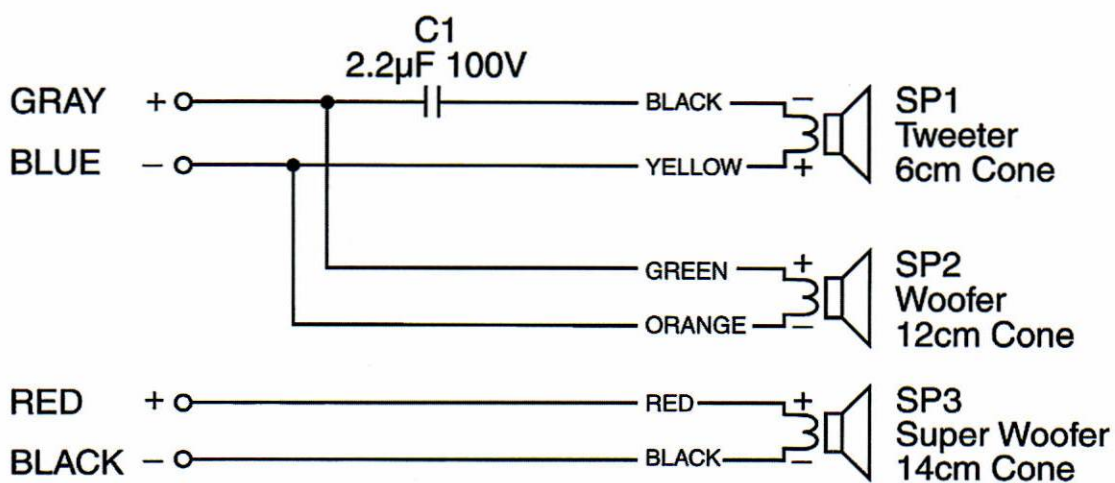 C1
2.2µF 100V
GRAY + BLACK – SP1
Tweeter
BLUE – YELLOW + 6cm Cone
GREEN + SP2
Woofer
ORANGE – 12cm Cone
RED + RED + SP3
Super Woofer
BLACK – BLACK – 14cm Cone